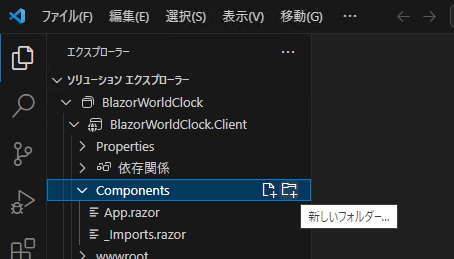 ファイル(F) 編集(E) 選択(S) 表示(V) 移動(G) ···
エクスプローラー ···
ソリューション エクスプローラー
BlazorWorldClock
BlazorWorldClock.Client
Properties
依存関係
Components
App.razor
新しいフォルダー...
_Imports.razor
wwwroot